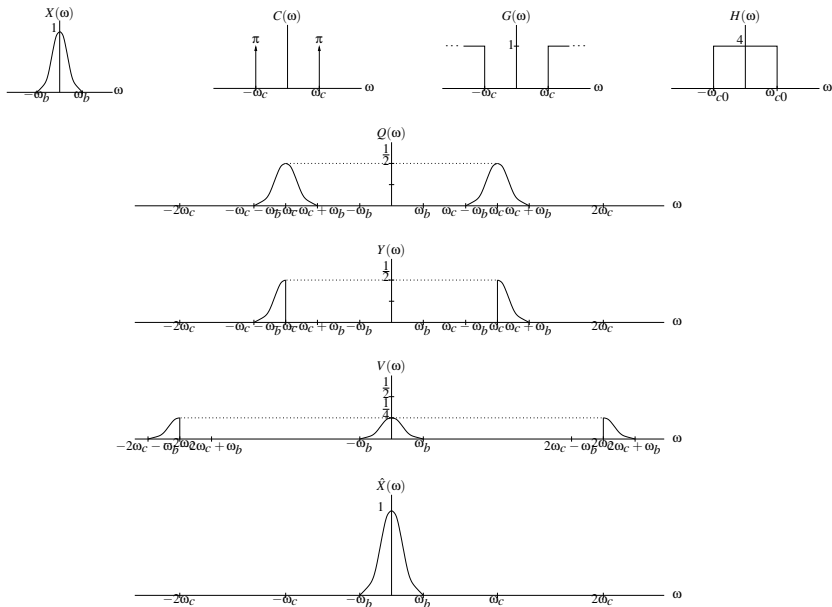 X(ω)
1
−ω_b ω_b ω
C(ω)
π π
−ω_c ω_c ω
G(ω)
··· 1 ···
−ω_c ω_c ω
H(ω)
4
−ω_c0 ω_c0 ω
Q(ω)
1/2
−2ω_c −ω_c − ω_b −ω_c −ω_c + ω_b −ω_b ω_b ω_c − ω_b ω_c ω_c + ω_b 2ω_c ω
Y(ω)
1/2
−2ω_c −ω_c − ω_b −ω_c −ω_c + ω_b −ω_b ω_b ω_c − ω_b ω_c ω_c + ω_b 2ω_c ω
V(ω)
1/2
1/4
−2ω_c − ω_b −2ω_c −2ω_c + ω_b −ω_b ω_b 2ω_c − ω_b 2ω_c 2ω_c + ω_b ω
X̂(ω)
1
−2ω_c −ω_c −ω_b ω_b ω_c 2ω_c ω